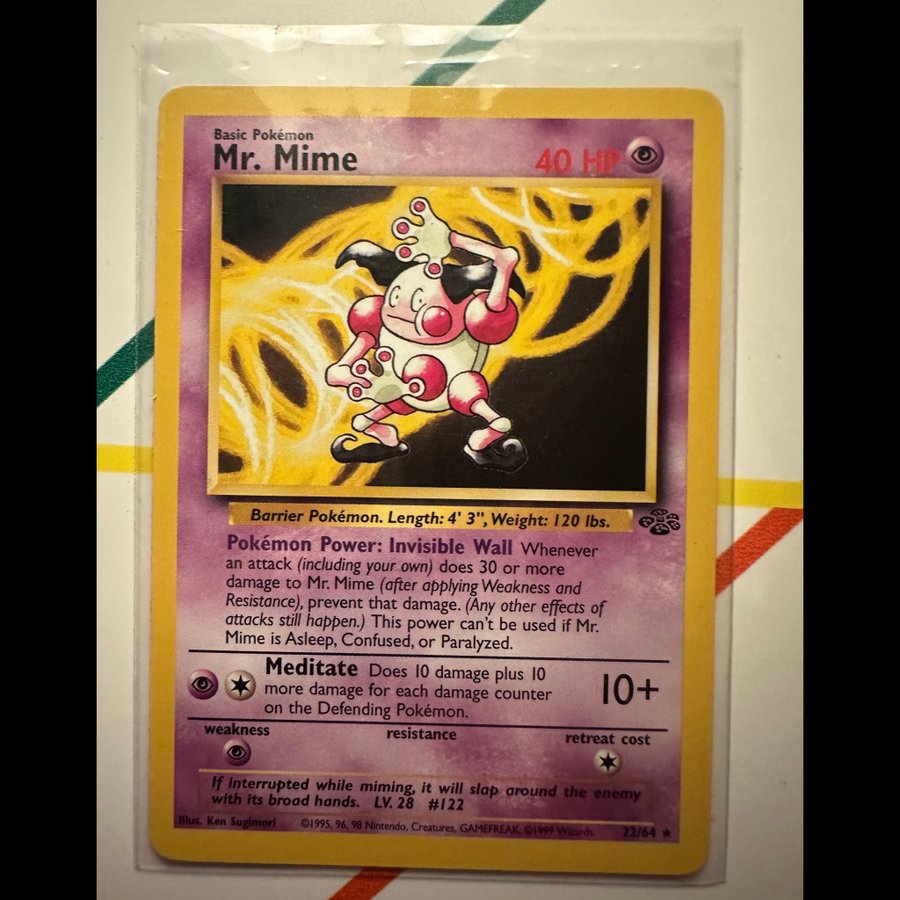 Basic Pokémon
Mr. Mime
40 HP
Barrier Pokémon. Length: 4' 3", Weight: 120 lbs.
Pokémon Power: Invisible Wall Whenever
an attack (including your own) does 30 or more
damage to Mr. Mime (after applying Weakness and
Resistance), prevent that damage. (Any other effects of
attacks still happen.) This power can't be used if Mr.
Mime is Asleep, Confused, or Paralyzed.
Meditate Does 10 damage plus 10
more damage for each damage counter
on the Defending Pokémon.
10+
weakness
resistance
retreat cost
If interrupted while miming, it will slap around the enemy
with its broad hands. LV. 28 #122
Illus. Ken Sugimori ©1995, 96, 98 Nintendo, Creatures, GAMEFREAK. ©1999 Wizards. 22/64 ★